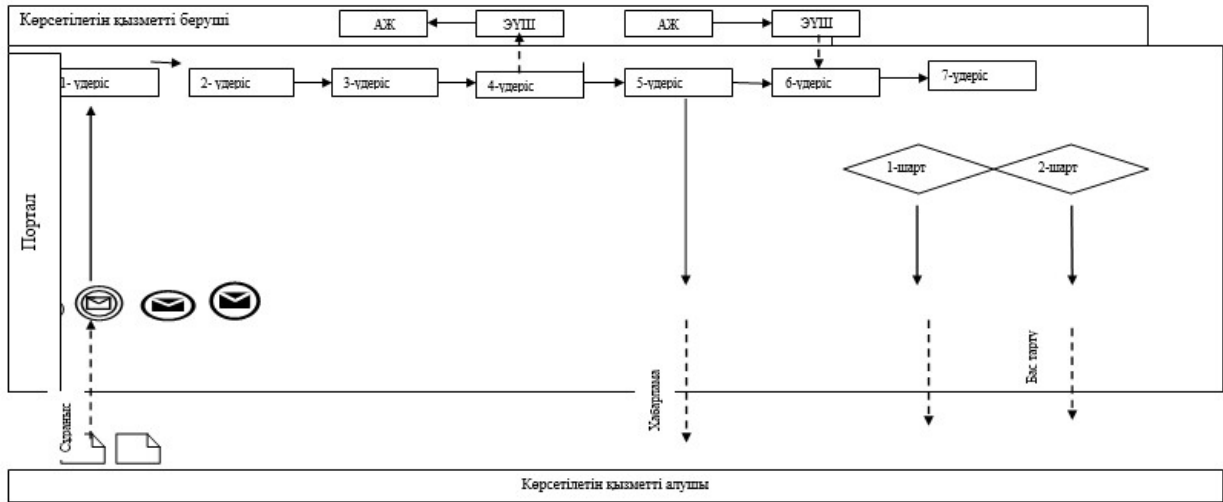 Көрсетілетін қызметті беруші
АЖ
ЭҮШ
АЖ
ЭҮШ
1- үдеріс
2- үдеріс
3-үдеріс
4-үдеріс
5-үдеріс
6-үдеріс
7-үдеріс
Портал
1-шарт
2-шарт
Сұраныс
Хабарлама
Бас тарту
Көрсетілетін қызметті алушы